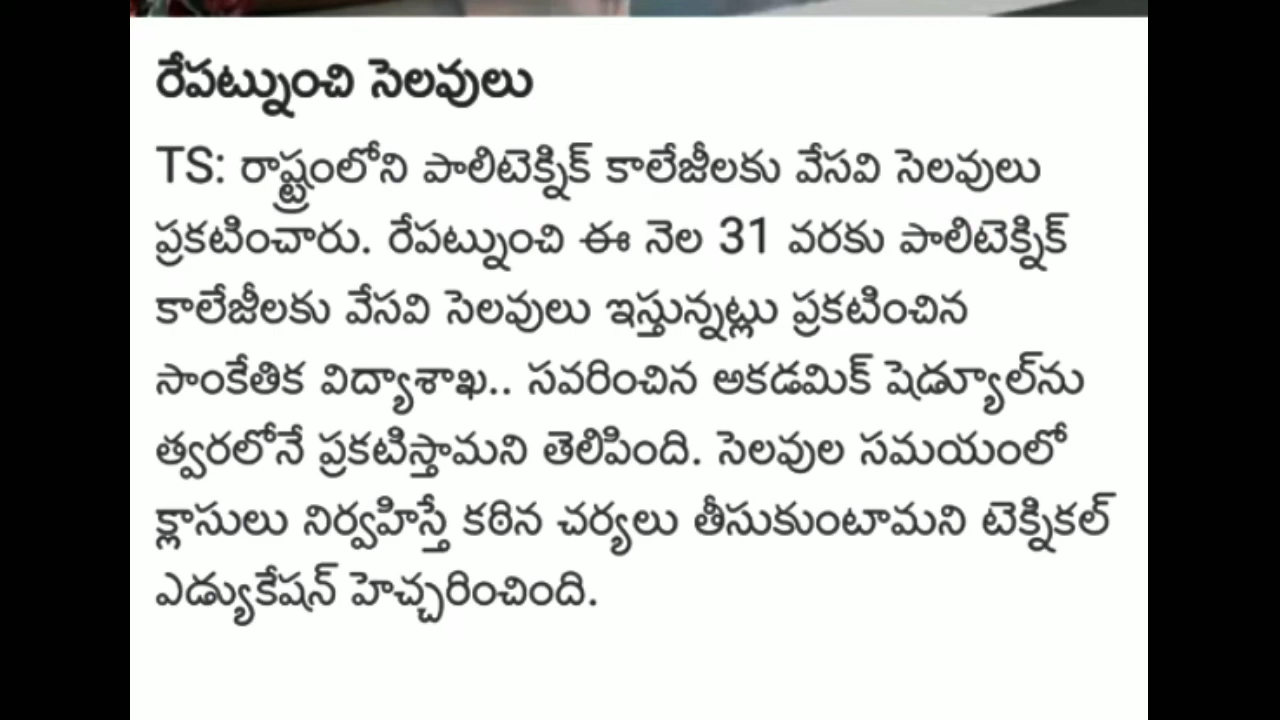 రేపట్నుంచి సెలవులు
TS: రాష్ట్రంలోని పాలిటెక్నిక్ కాలేజీలకు వేసవి సెలవులు
ప్రకటించారు. రేపట్నుంచి ఈ నెల 31 వరకు పాలిటెక్నిక్
కాలేజీలకు వేసవి సెలవులు ఇస్తున్నట్లు ప్రకటించిన
సాంకేతిక విద్యాశాఖ.. సవరించిన అకడమిక్ షెడ్యూల్‌ను
త్వరలోనే ప్రకటిస్తామని తెలిపింది. సెలవుల సమయంలో
క్లాసులు నిర్వహిస్తే కఠిన చర్యలు తీసుకుంటామని టెక్నికల్
ఎడ్యుకేషన్ హెచ్చరించింది.